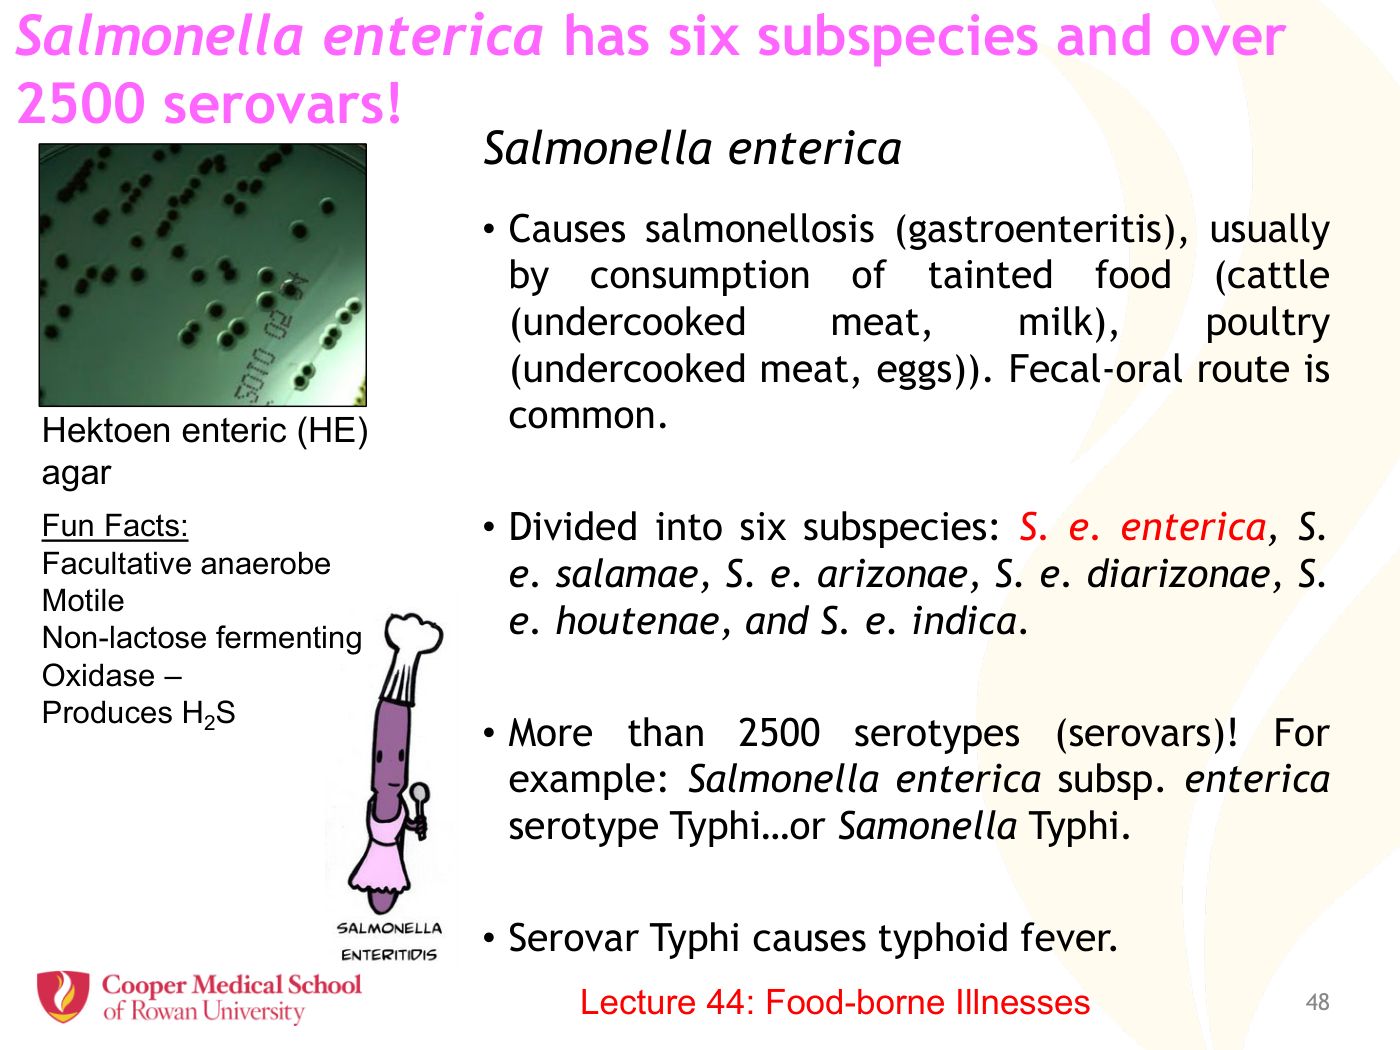 Salmonella enterica has six subspecies and over
2500 serovars!
Hektoen enteric (HE)
agar
Fun Facts:
Facultative anaerobe
Motile
Non-lactose fermenting
Oxidase –
Produces H₂S
SALMONELLA
ENTERITIDIS
Salmonella enterica
• Causes salmonellosis (gastroenteritis), usually
by consumption of tainted food (cattle
(undercooked meat, milk), poultry
(undercooked meat, eggs)). Fecal-oral route is
common.
• Divided into six subspecies: S. e. enterica, S.
e. salamae, S. e. arizonae, S. e. diarizonae, S.
e. houtenae, and S. e. indica.
• More than 2500 serotypes (serovars)! For
example: Salmonella enterica subsp. enterica
serotype Typhi…or Samonella Typhi.
• Serovar Typhi causes typhoid fever.
Cooper Medical School
of Rowan University
Lecture 44: Food-borne Illnesses
48